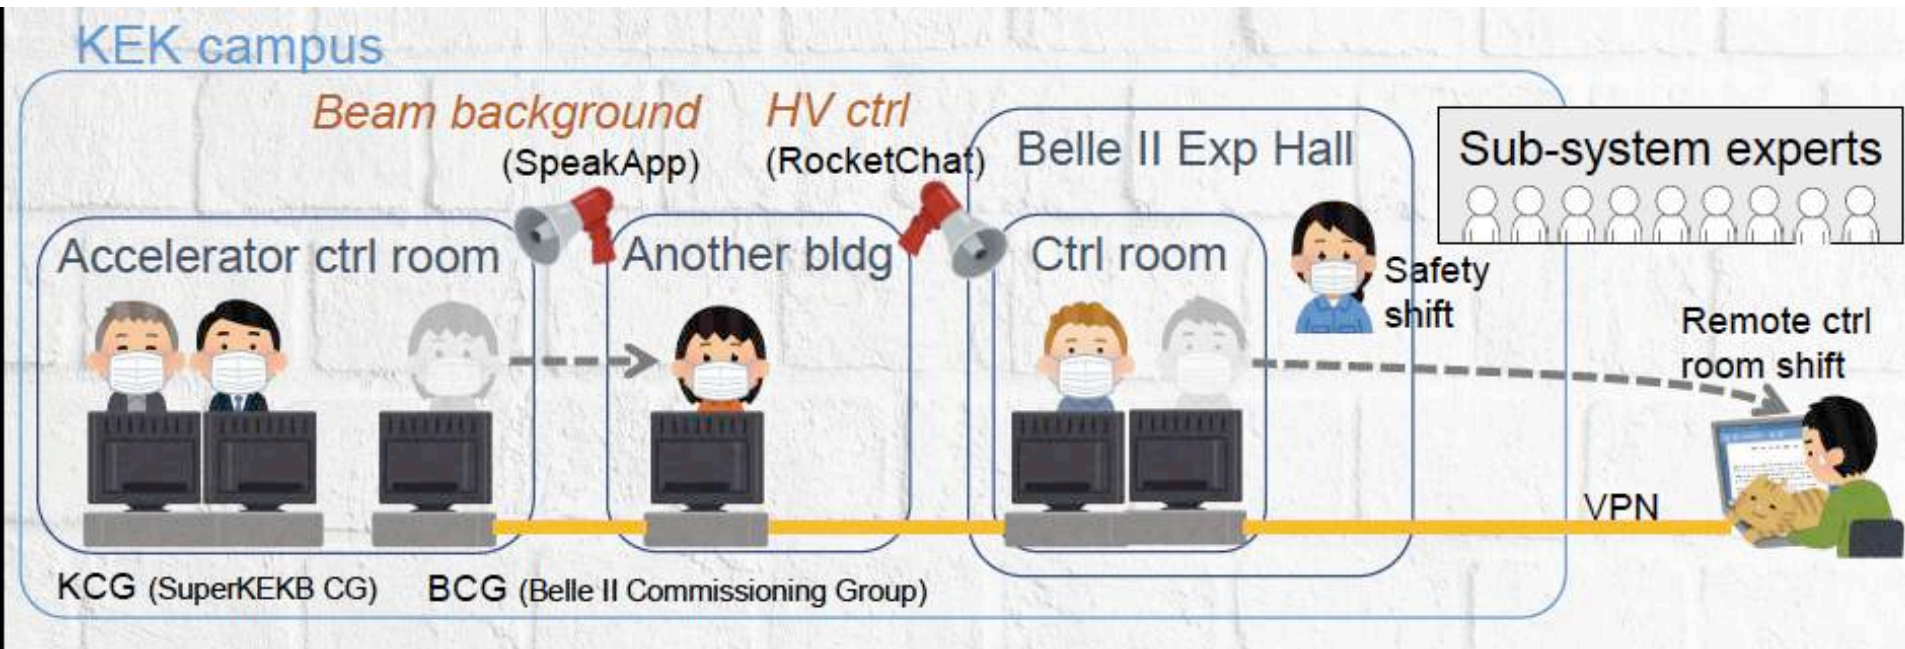 KEK campus
Beam background
(SpeakApp)
HV ctrl
(RocketChat)
Belle II Exp Hall
Sub-system experts
Accelerator ctrl room
Another bldg
Ctrl room
Safety
shift
Remote ctrl
room shift
VPN
KCG (SuperKEKB CG)
BCG (Belle II Commissioning Group)